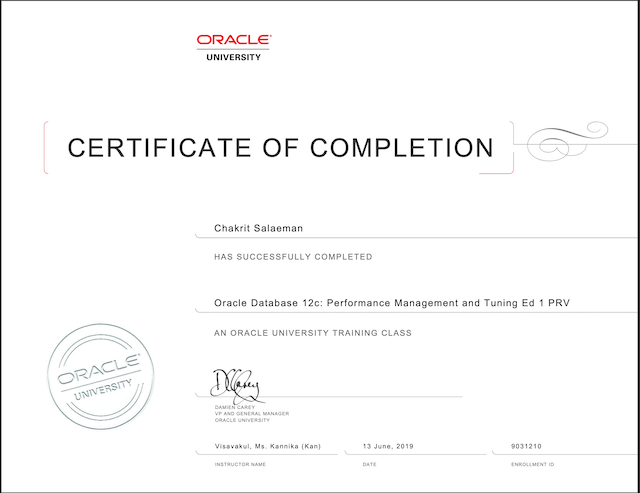 ORACLE
UNIVERSITY
CERTIFICATE OF COMPLETION
Chakrit Salaeman
HAS SUCCESSFULLY COMPLETED
Oracle Database 12c: Performance Management and Tuning Ed 1 PRV
AN ORACLE UNIVERSITY TRAINING CLASS
ORACLE
UNIVERSITY
DCarey
DAMIEN CAREY
VP AND GENERAL MANAGER
ORACLE UNIVERSITY
Visavakul, Ms. Kannika (Kan) 13 June, 2019 9031210
INSTRUCTOR NAME DATE ENROLLMENT ID